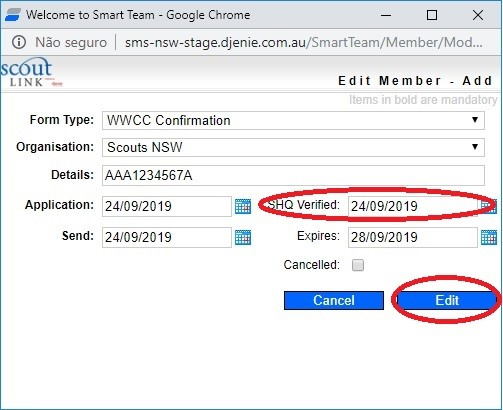 Welcome to Smart Team - Google Chrome
Não seguro | sms-nsw-stage.djenie.com.au/SmartTeam/Member/Mod...
scout
LINK
Edit Member - Add
Items in bold are mandatory
Form Type: WWCC Confirmation
Organisation: Scouts NSW
Details: AAA1234567A
Application: 24/09/2019 SHQ Verified: 24/09/2019
Send: 24/09/2019 Expires: 28/09/2019
Cancelled:
Cancel Edit